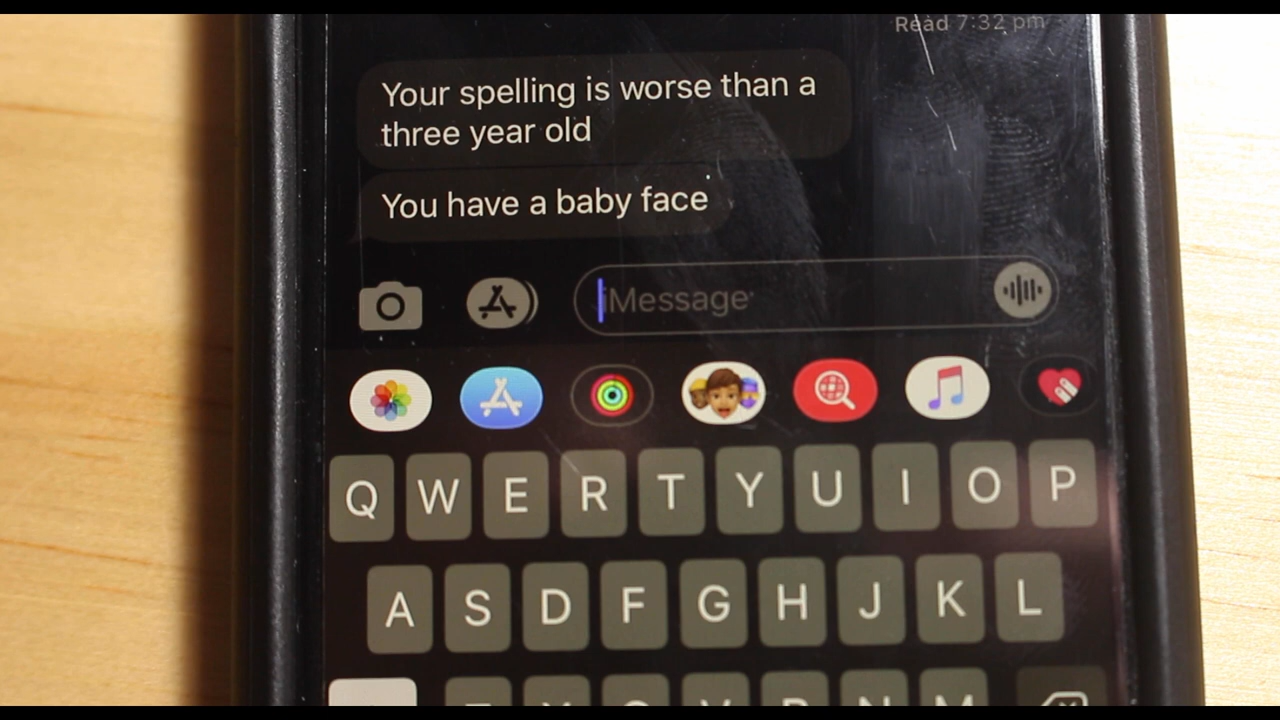 Read 7:32 pm
Your spelling is worse than a
three year old
You have a baby face
iMessage
Q W E R T Y U I O P
A S D F G H J K L
Z X C V B N M